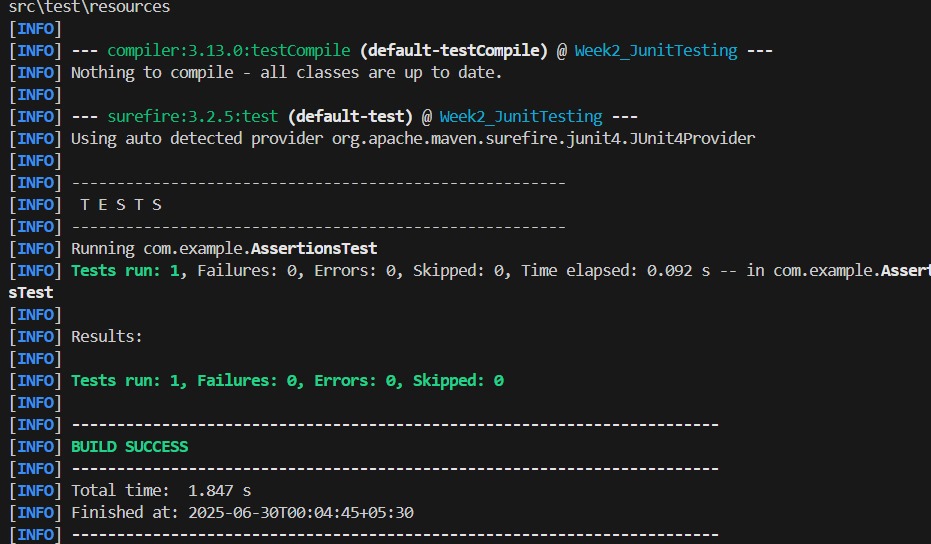 src\test\resources
[INFO]
[INFO] --- compiler:3.13.0:testCompile (default-testCompile) @ Week2_JunitTesting ---
[INFO] Nothing to compile - all classes are up to date.
[INFO]
[INFO] --- surefire:3.2.5:test (default-test) @ Week2_JunitTesting ---
[INFO] Using auto detected provider org.apache.maven.surefire.junit4.JUnit4Provider
[INFO]
[INFO] -------------------------------------------------------
[INFO]  T E S T S
[INFO] -------------------------------------------------------
[INFO] Running com.example.AssertionsTest
[INFO] Tests run: 1, Failures: 0, Errors: 0, Skipped: 0, Time elapsed: 0.092 s -- in com.example.Assert
sTest
[INFO]
[INFO] Results:
[INFO]
[INFO] Tests run: 1, Failures: 0, Errors: 0, Skipped: 0
[INFO]
[INFO] ------------------------------------------------------------------------
[INFO] BUILD SUCCESS
[INFO] ------------------------------------------------------------------------
[INFO] Total time:  1.847 s
[INFO] Finished at: 2025-06-30T00:04:45+05:30
[INFO] ------------------------------------------------------------------------